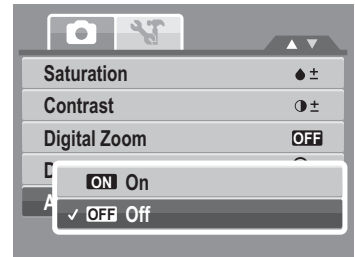 Saturation ±
Contrast ±
Digital Zoom OFF
D
ON On
A
✓ OFF Off